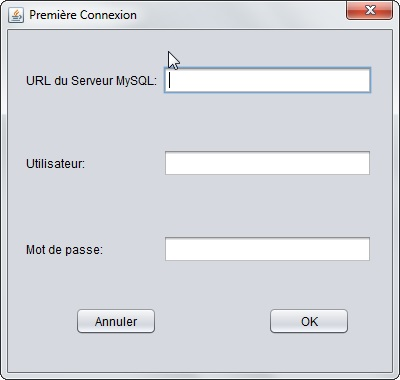 Première Connexion
URL du Serveur MySQL:
Utilisateur:
Mot de passe:
Annuler OK